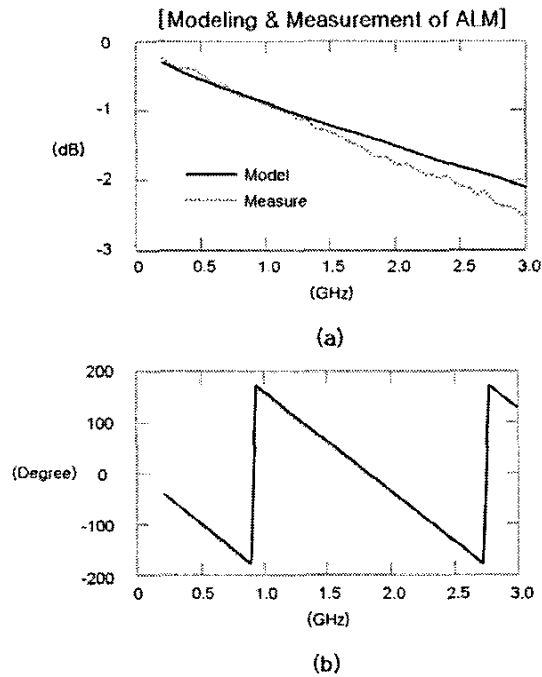 [Modeling & Measurement of ALM]
0
-1
(dB)
-2
-3
Model
Measure
0 0.5 1.0 1.5 2.0 2.5 3.0
(GHz)
(a)
200
100
(Degree) 0
-100
-200
0 0.5 1.0 1.5 2.0 2.5 3.0
(GHz)
(b)